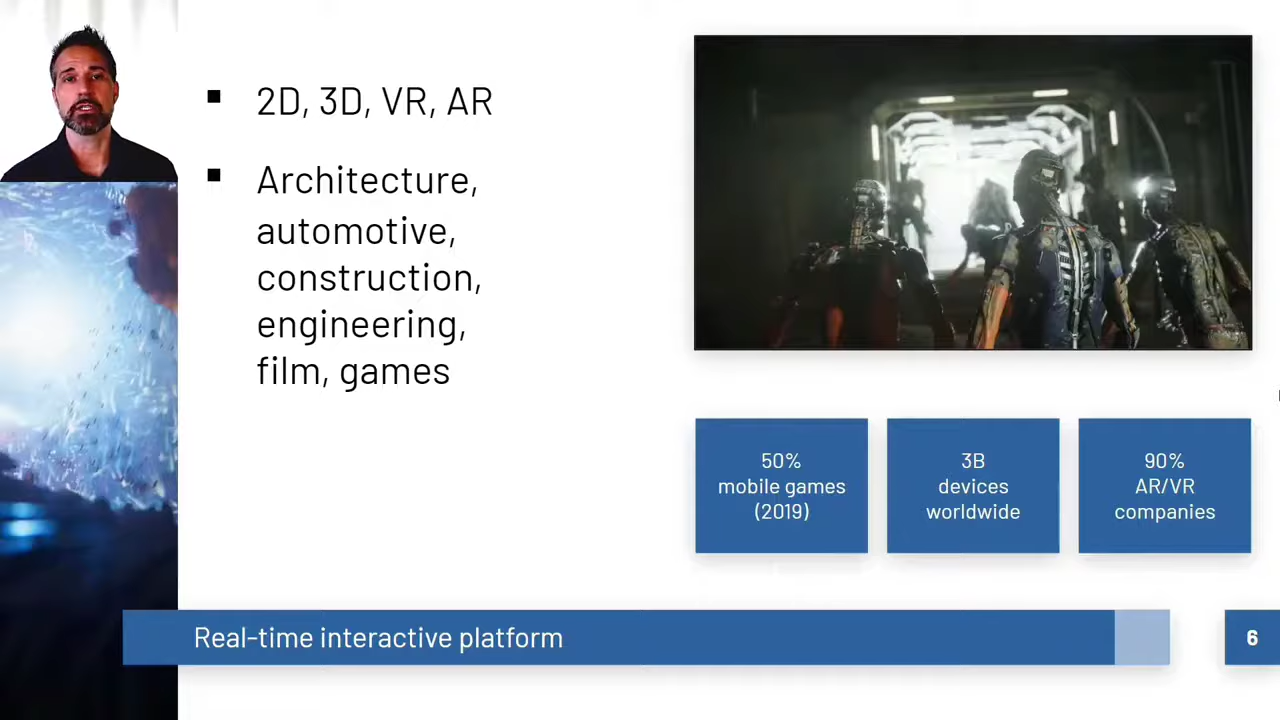 2D, 3D, VR, AR
Architecture,
automotive,
construction,
engineering,
film, games
50%
mobile games
(2019)
3B
devices
worldwide
90%
AR/VR
companies
Real-time interactive platform
6